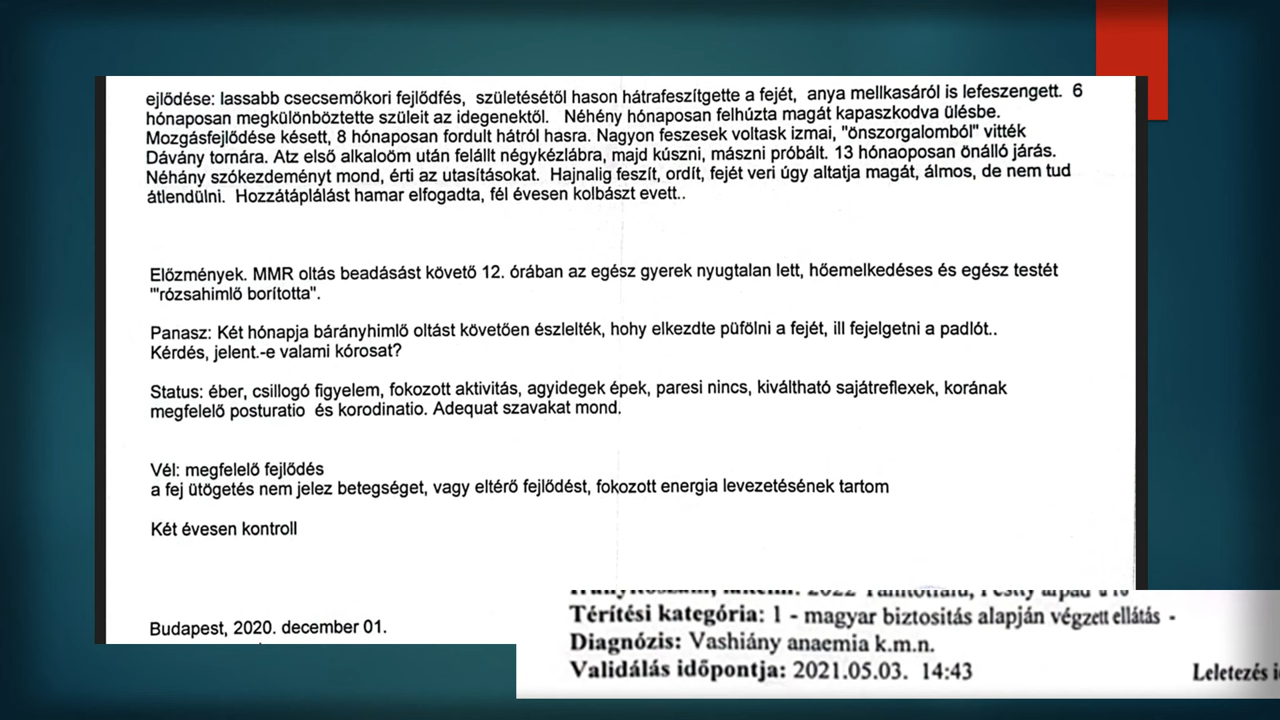 ejlődése: lassabb csecsemőkori fejlődfés, születésétől hason hátrafeszítgette a fejét, anya mellkasáról is lefeszengett. 6
hónaposan megkülönböztette szüleit az idegenektől. Néhény hónaposan felhúzta magát kapaszkodva ülésbe.
Mozgásfejlődése késett, 8 hónaposan fordult hátról hasra. Nagyon feszesek voltask izmai, "önszorgalomból" vitték
Dávány tornára. Atz első alkaloöm után felállt négykézlábra, majd kúszni, mászni próbált. 13 hónaoposan önálló járás.
Néhány szókezdeményt mond, érti az utasításokat. Hajnalig feszít, ordít, fejét veri úgy altatja magát, álmos, de nem tud
átlendülni. Hozzátáplálást hamar elfogadta, fél évesen kolbászt evett..
Előzmények. MMR oltás beadásást követő 12. órában az egész gyerek nyugtalan lett, hőemelkedéses és egész testét
'"rózsahimlő borította".
Panasz: Két hónapja bárányhimlő oltást követően észlelték, hohy elkezdte püfölni a fejét, ill fejelgetni a padlót..
Kérdés, jelent.-e valami kórosat?
Status: éber, csillogó figyelem, fokozott aktivitás, agyidegek épek, paresi nincs, kiváltható sajátreflexek, korának
megfelelő posturatio és korodinatio. Adequat szavakat mond.
Vél: megfelelő fejlődés
a fej ütögetés nem jelez betegséget, vagy eltérő fejlődést, fokozott energia levezetésének tartom
Két évesen kontroll
Budapest, 2020. december 01.
Térítési kategória: 1 - magyar biztosítás alapján végzett ellátás -
Diagnózis: Vashiány anaemia k.m.n.
Validálás időpontja: 2021.05.03. 14:43 Leletezés